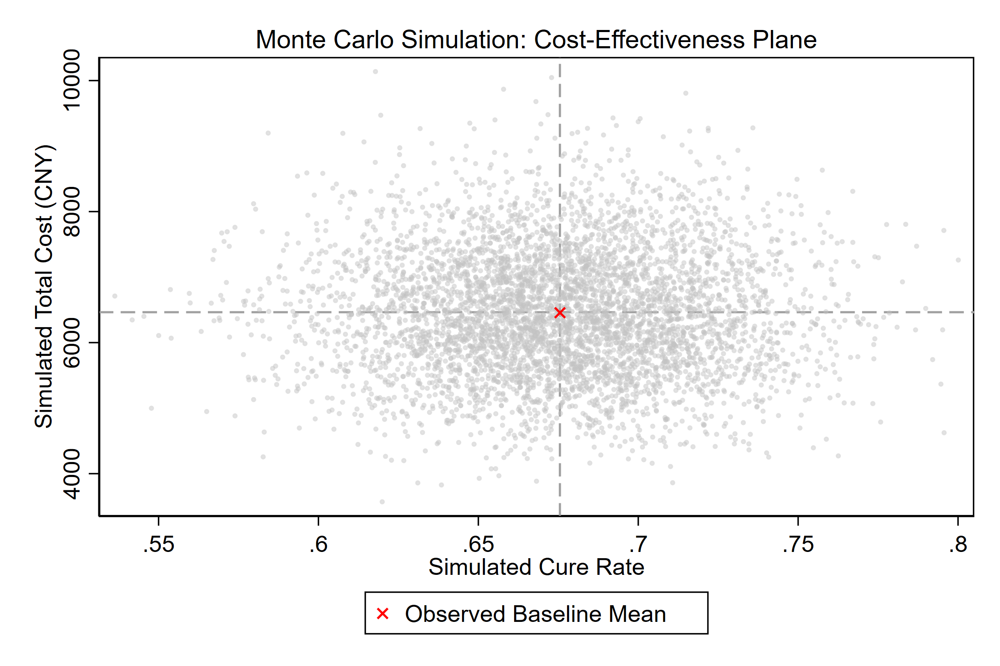 Monte Carlo Simulation: Cost-Effectiveness Plane
Simulated Total Cost (CNY)
10000
8000
6000
4000
.55 .6 .65 .7 .75 .8
Simulated Cure Rate
Observed Baseline Mean